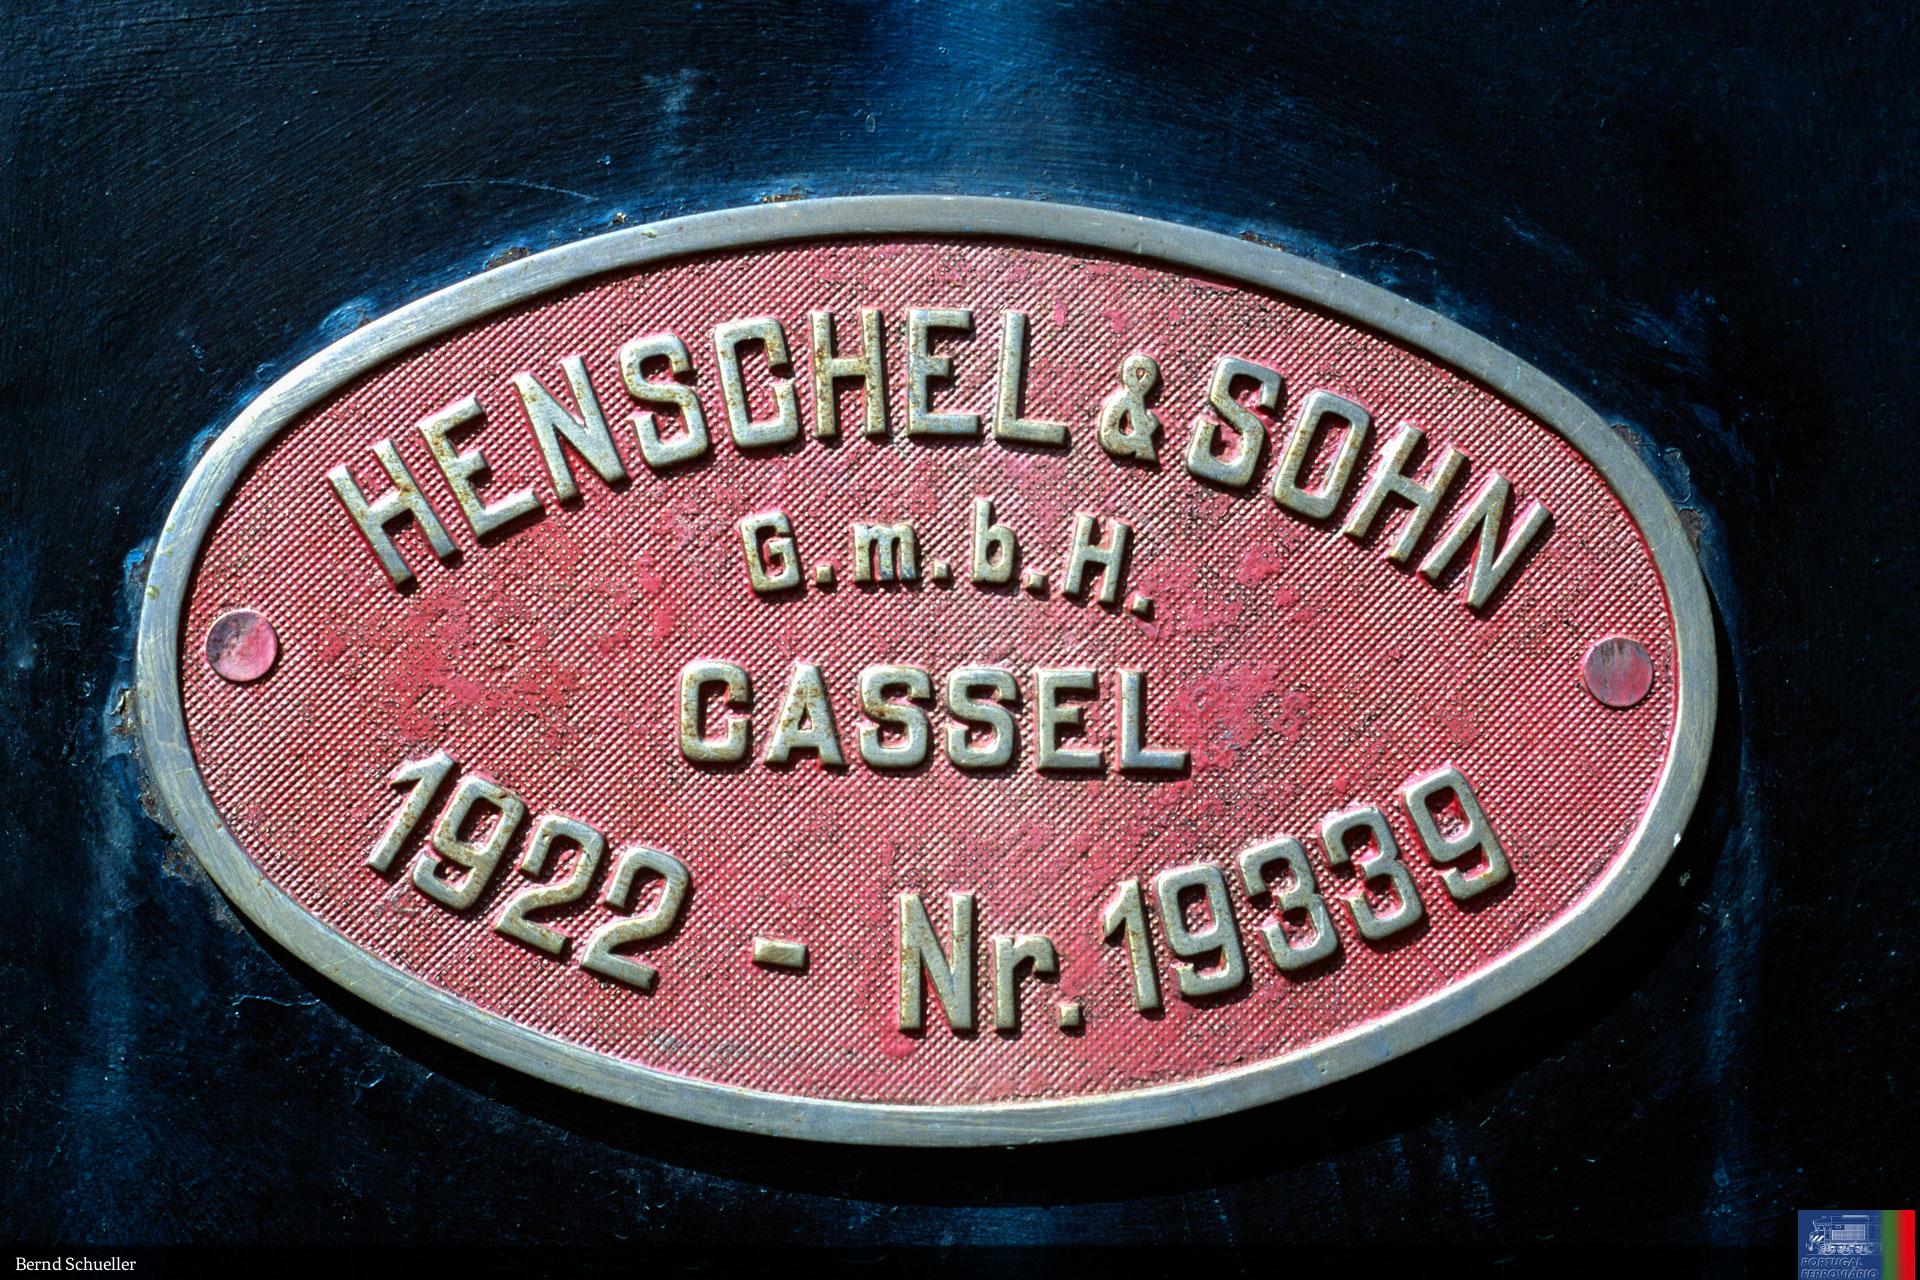 HENSCHEL & SOHN
G.m.b.H.
CASSEL
1922 - Nr. 19339
Bernd Schueller
PORTUGAL
FERROVIÁRIO